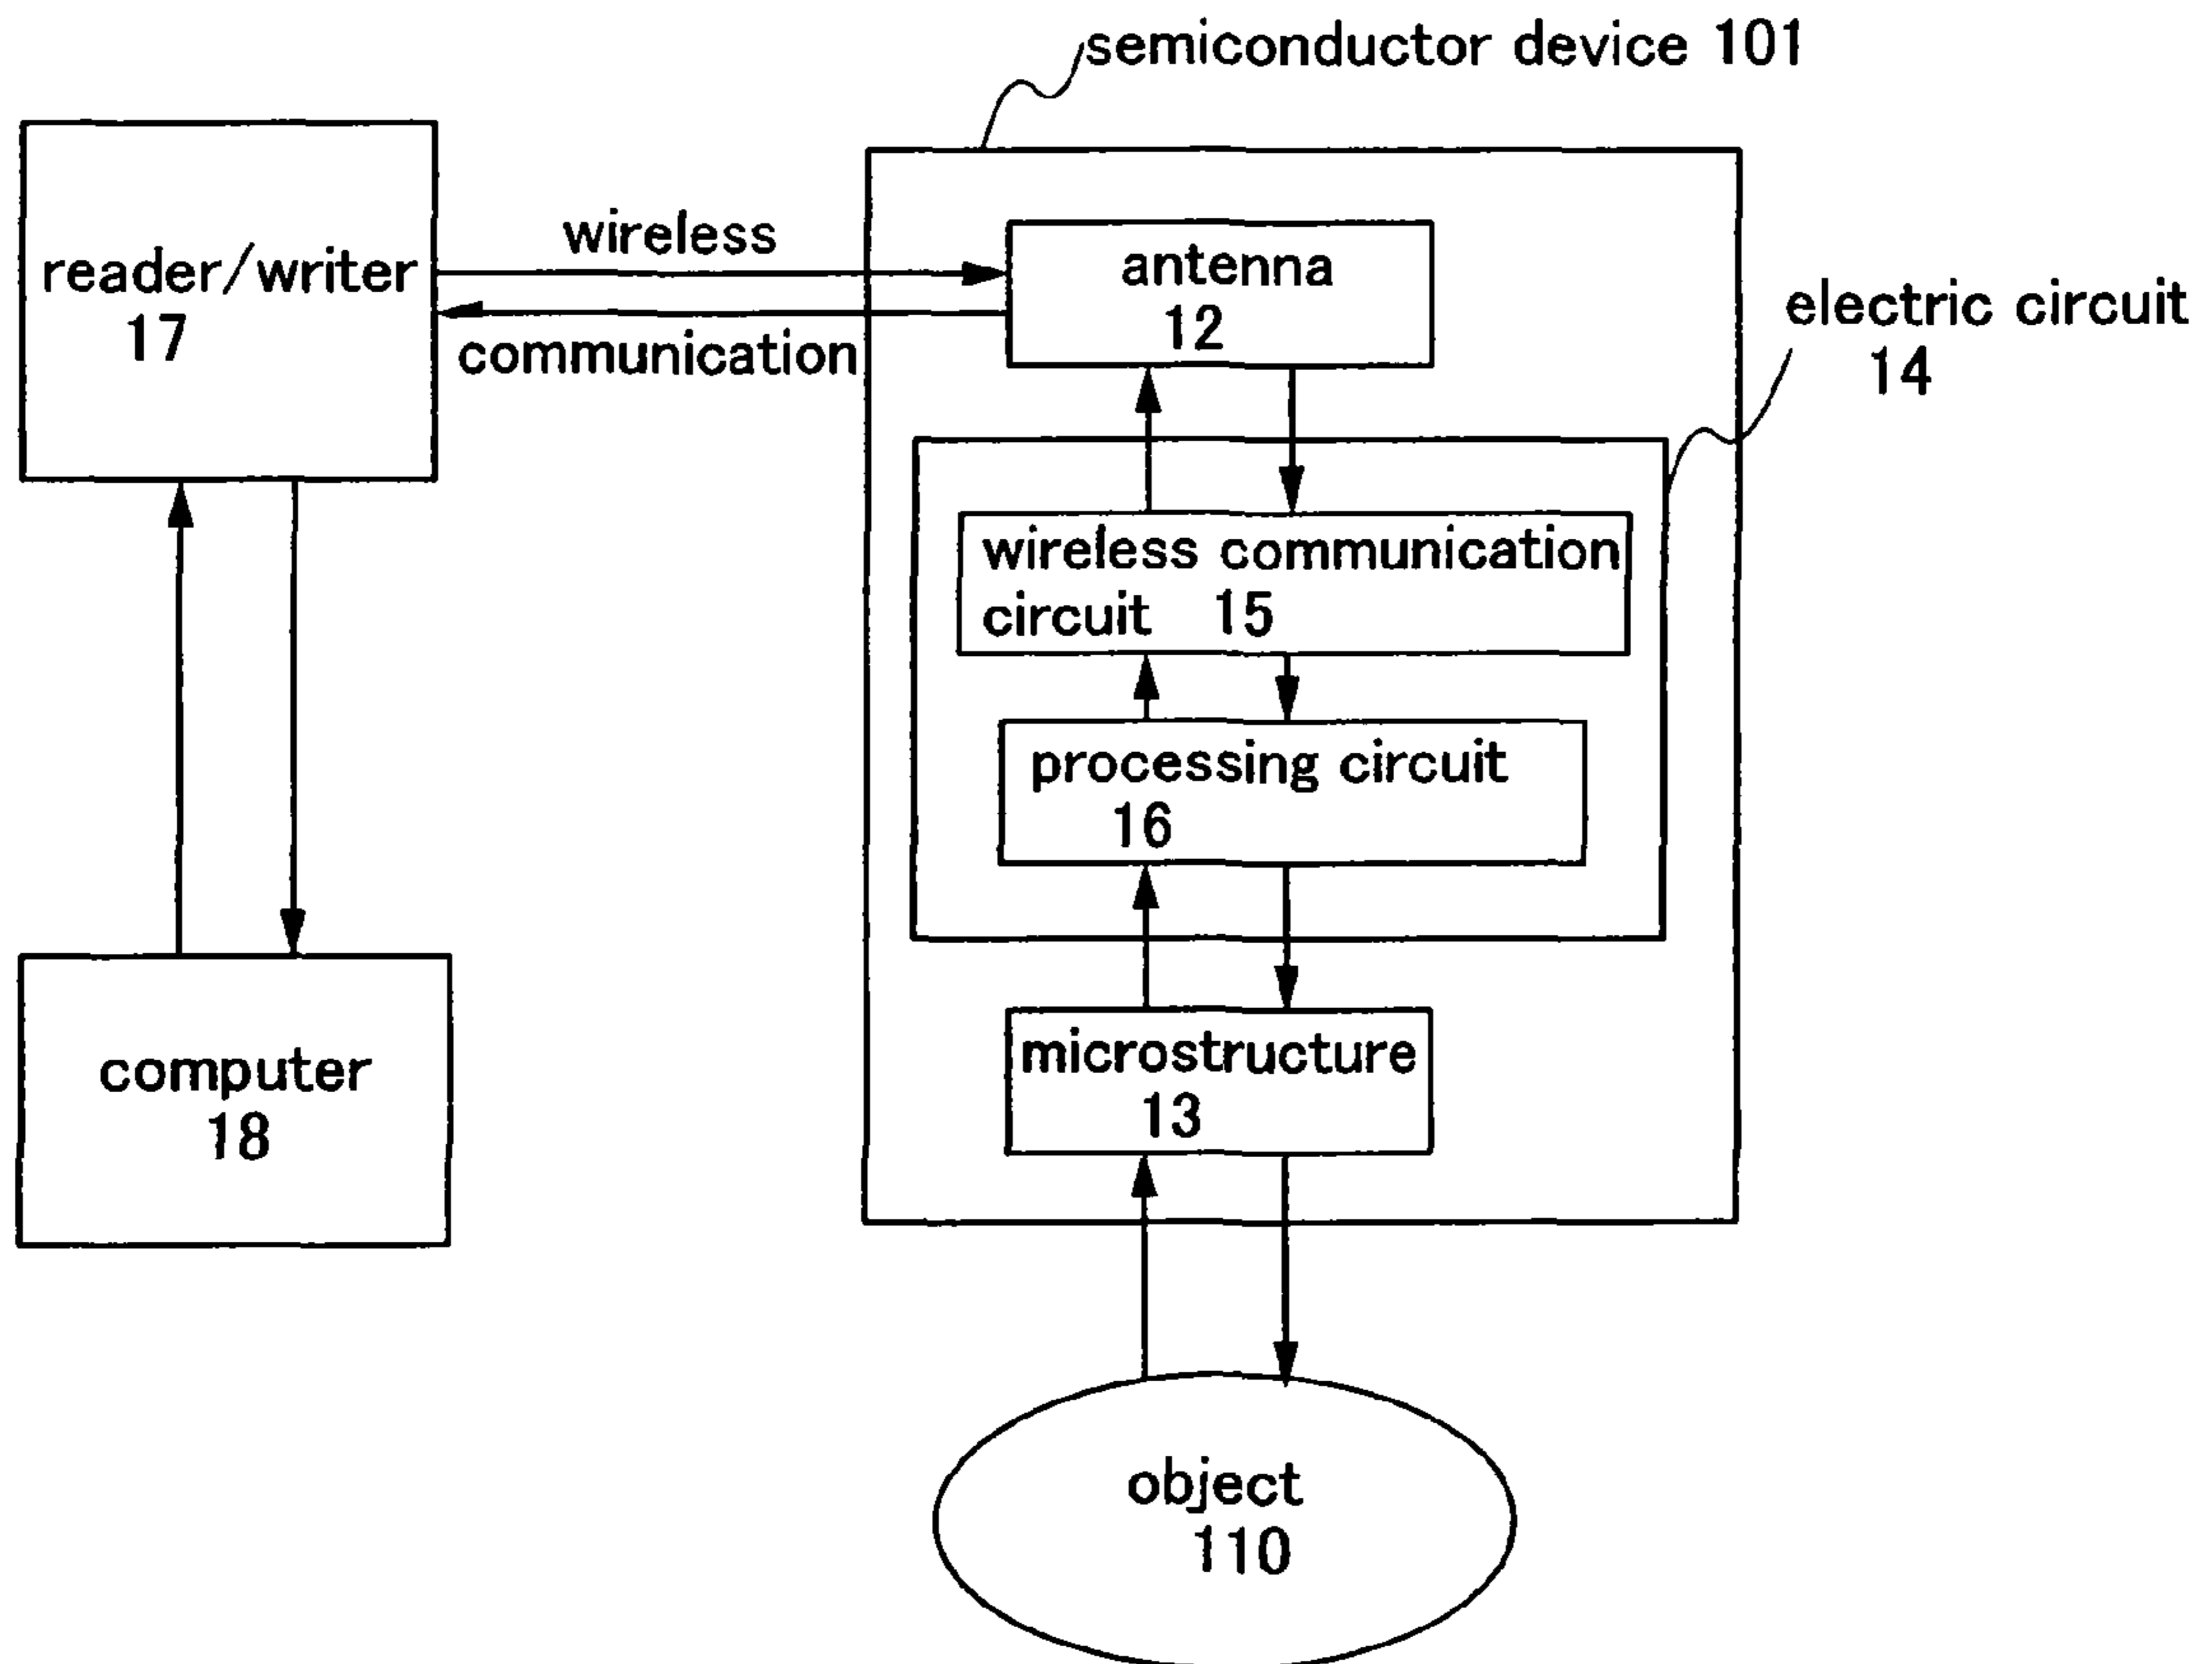 semiconductor device 101
reader/writer
17
wireless
communication
antenna
12
electric circuit
14
wireless communication
circuit 15
processing circuit
16
microstructure
13
computer
18
object
110